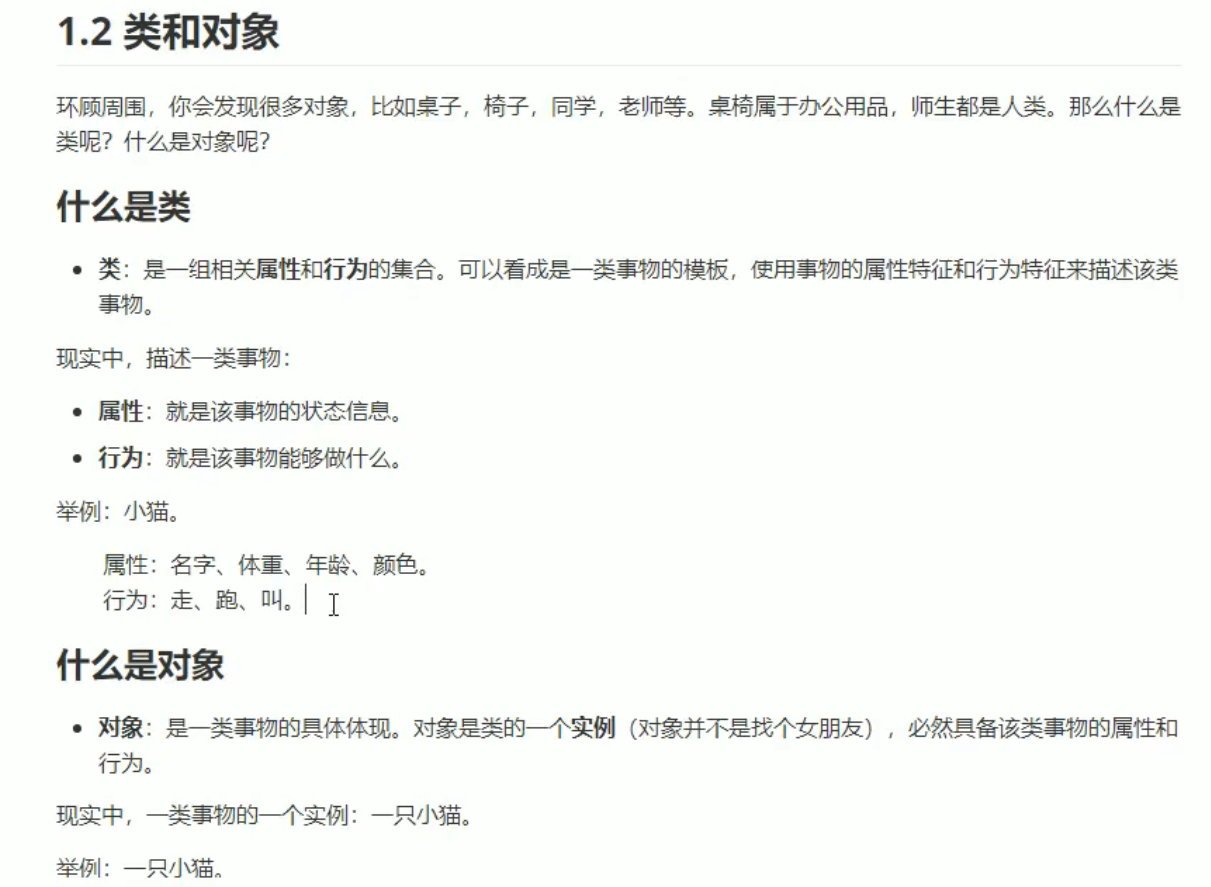 1.2 类和对象
环顾周围，你会发现很多对象，比如桌子，椅子，同学，老师等。桌椅属于办公用品，师生都是人类。那么什么是
类呢？什么是对象呢？
什么是类
• 类：是一组相关属性和行为的集合。可以看成是一类事物的模板，使用事物的属性特征和行为特征来描述该类
事物。
现实中，描述一类事物：
• 属性：就是该事物的状态信息。
• 行为：就是该事物能够做什么。
举例：小猫。
属性：名字、体重、年龄、颜色。
行为：走、跑、叫。
什么是对象
• 对象：是一类事物的具体体现。对象是类的一个实例（对象并不是找个女朋友），必然具备该类事物的属性和
行为。
现实中，一类事物的一个实例：一只小猫。
举例：一只小猫。